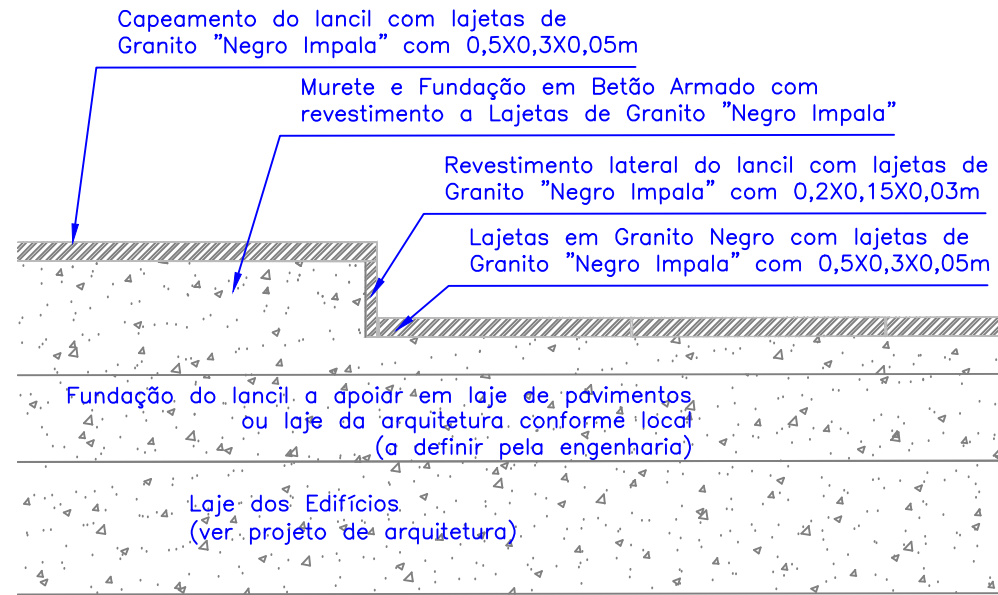 Capeamento do lancil com lajetas de
Granito "Negro Impala" com 0,5X0,3X0,05m
Murete e Fundação em Betão Armado com
revestimento a Lajetas de Granito "Negro Impala"
Revestimento lateral do lancil com lajetas de
Granito "Negro Impala" com 0,2X0,15X0,03m
Lajetas em Granito Negro com lajetas de
Granito "Negro Impala" com 0,5X0,3X0,05m
Fundação do lancil a apoiar em laje de pavimentos
ou laje da arquitetura conforme local
(a definir pela engenharia)
Laje dos Edifícios
(ver projeto de arquitetura)